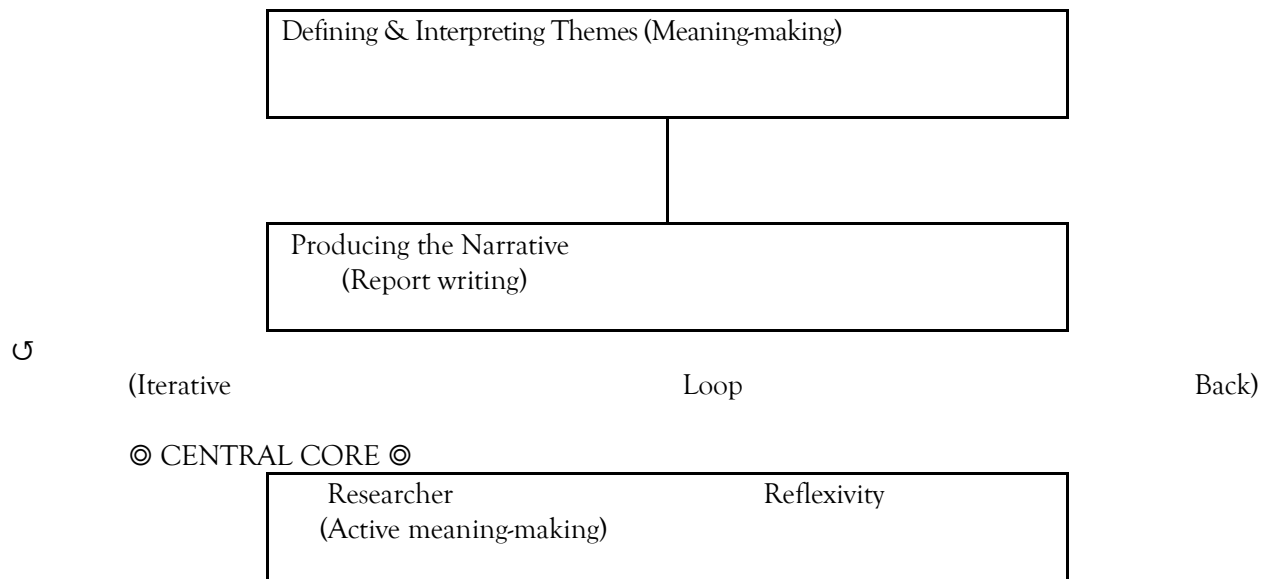 Defining & Interpreting Themes (Meaning-making)
Producing the Narrative
(Report writing)
↺
(Iterative Loop Back)
◎ CENTRAL CORE ◎
Researcher Reflexivity
(Active meaning-making)